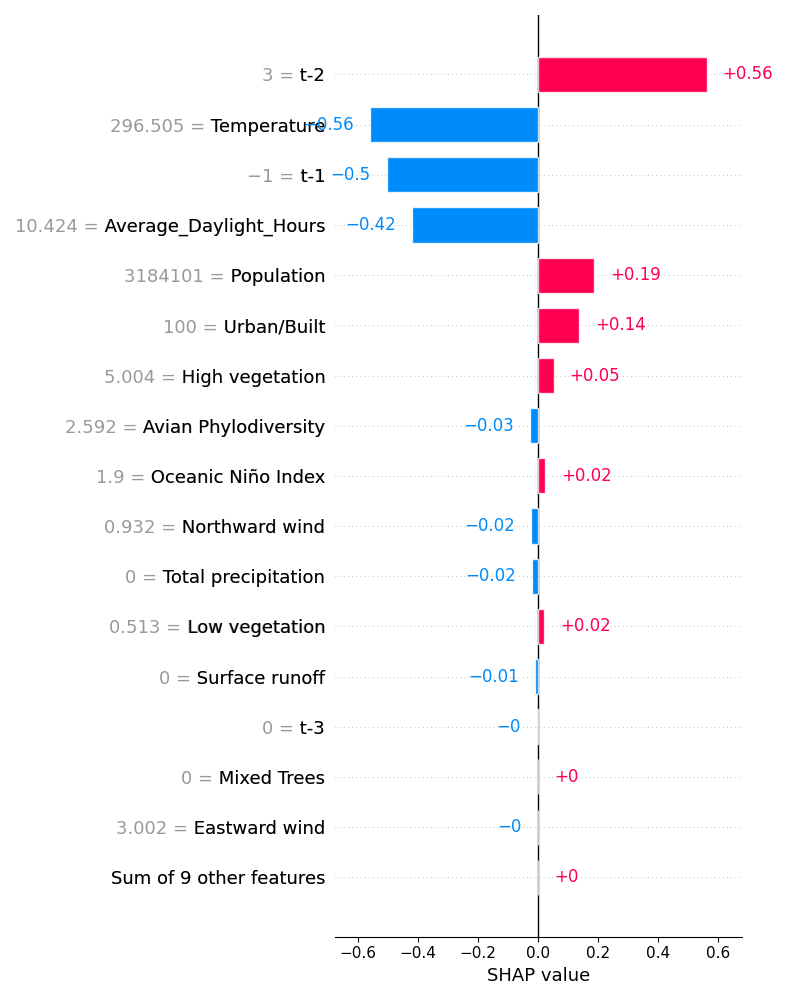 3 = t-2 +0.56
296.505 = Temperature −0.56
−1 = t-1 −0.5
10.424 = Average_Daylight_Hours −0.42
3184101 = Population +0.19
100 = Urban/Built +0.14
5.004 = High vegetation +0.05
2.592 = Avian Phylodiversity −0.03
1.9 = Oceanic Niño Index +0.02
0.932 = Northward wind −0.02
0 = Total precipitation −0.02
0.513 = Low vegetation +0.02
0 = Surface runoff −0.01
0 = t-3 −0
0 = Mixed Trees +0
3.002 = Eastward wind −0
Sum of 9 other features +0
−0.6 −0.4 −0.2 0.0 0.2 0.4 0.6
SHAP value